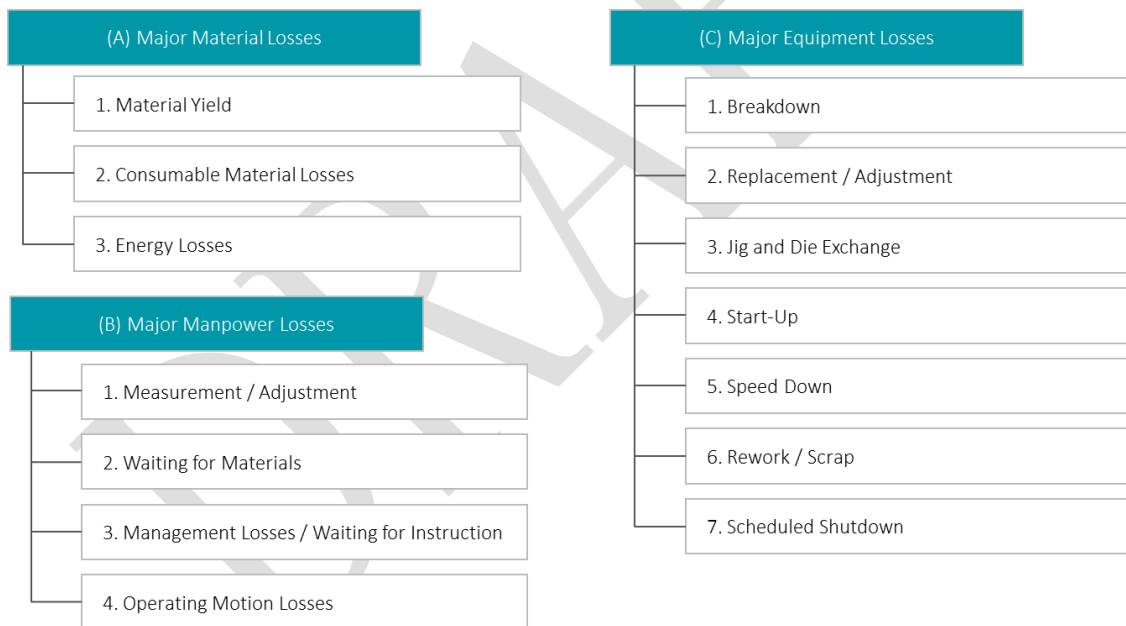 (A) Major Material Losses
1. Material Yield
2. Consumable Material Losses
3. Energy Losses
(B) Major Manpower Losses
1. Measurement / Adjustment
2. Waiting for Materials
3. Management Losses / Waiting for Instruction
4. Operating Motion Losses
(C) Major Equipment Losses
1. Breakdown
2. Replacement / Adjustment
3. Jig and Die Exchange
4. Start-Up
5. Speed Down
6. Rework / Scrap
7. Scheduled Shutdown